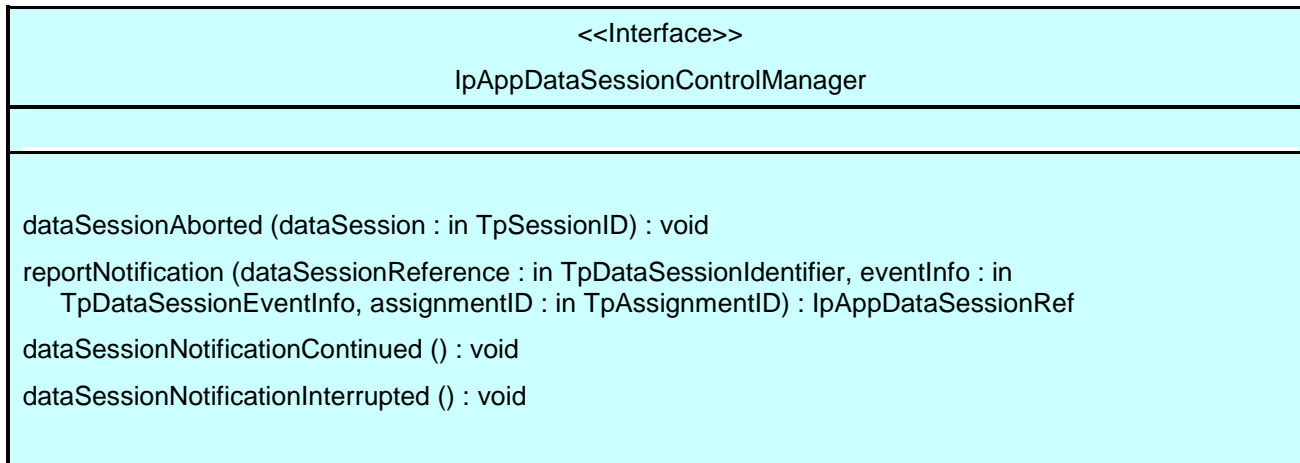 <<Interface>>
IpAppDataSessionControlManager
dataSessionAborted (dataSession : in TpSessionID) : void
reportNotification (dataSessionReference : in TpDataSessionIdentifier, eventInfo : in
TpDataSessionEventInfo, assignmentID : in TpAssignmentID) : IpAppDataSessionRef
dataSessionNotificationContinued () : void
dataSessionNotificationInterrupted () : void